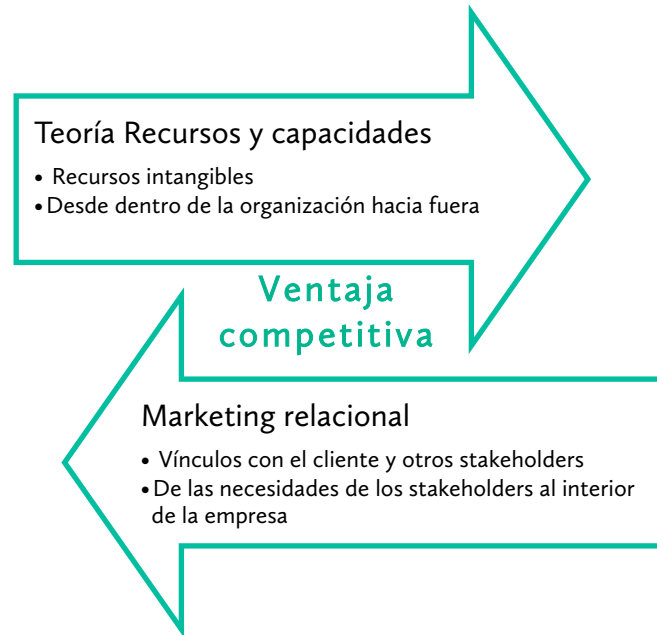 Teoría Recursos y capacidades
• Recursos intangibles
• Desde dentro de la organización hacia fuera
Ventaja
competitiva
Marketing relacional
• Vínculos con el cliente y otros stakeholders
• De las necesidades de los stakeholders al interior
de la empresa